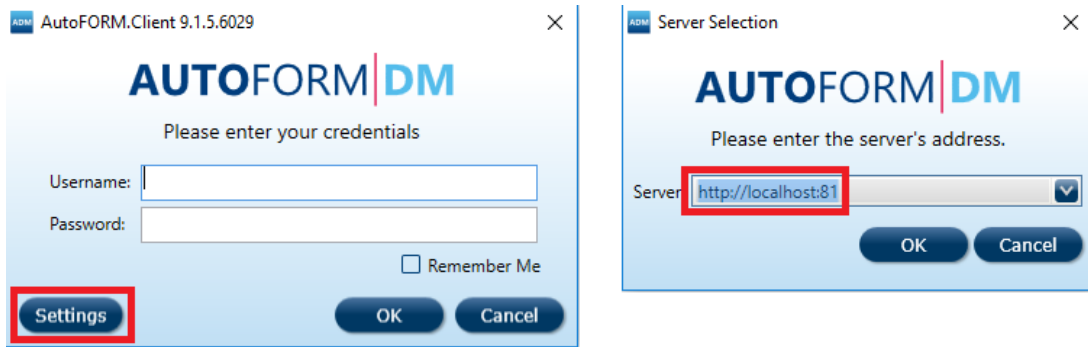 ADM AutoFORM.Client 9.1.5.6029
AUTOFORM|DM
Please enter your credentials
Username:
Password:
Remember Me
Settings
OK
Cancel
ADM Server Selection
AUTOFORM|DM
Please enter the server's address.
Server http://localhost:81
OK
Cancel